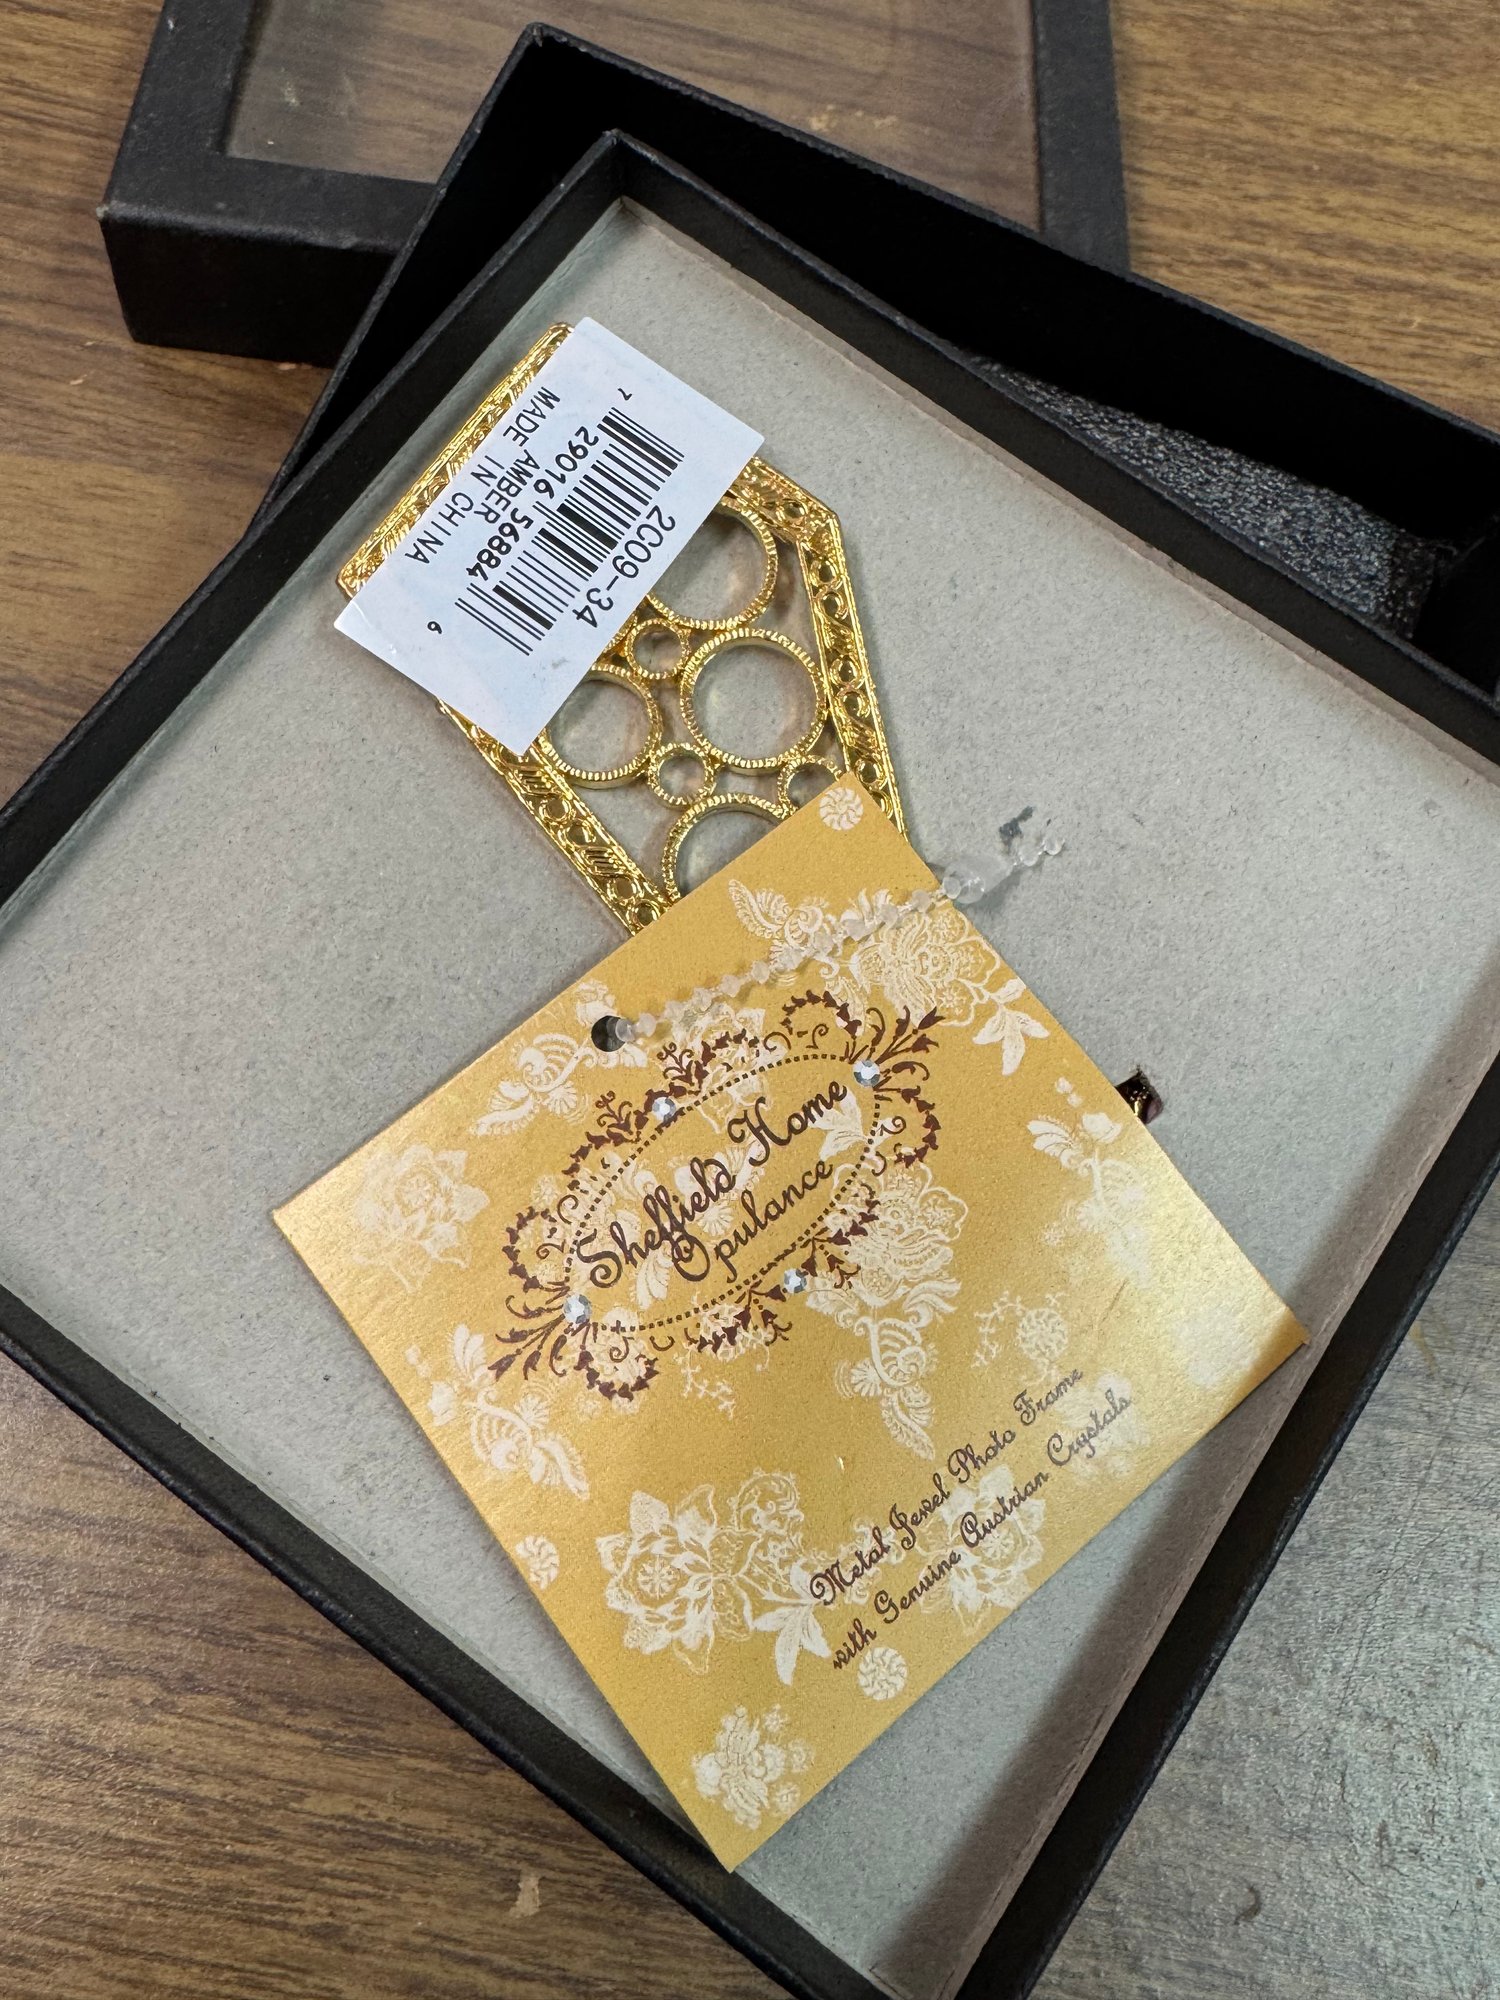 2C09-34
7 29016 56884 6
AMBER
MADE IN CHINA
Sheffield Home
Opulance
Metal Jewel Photo Frame
with Genuine Austrian Crystals